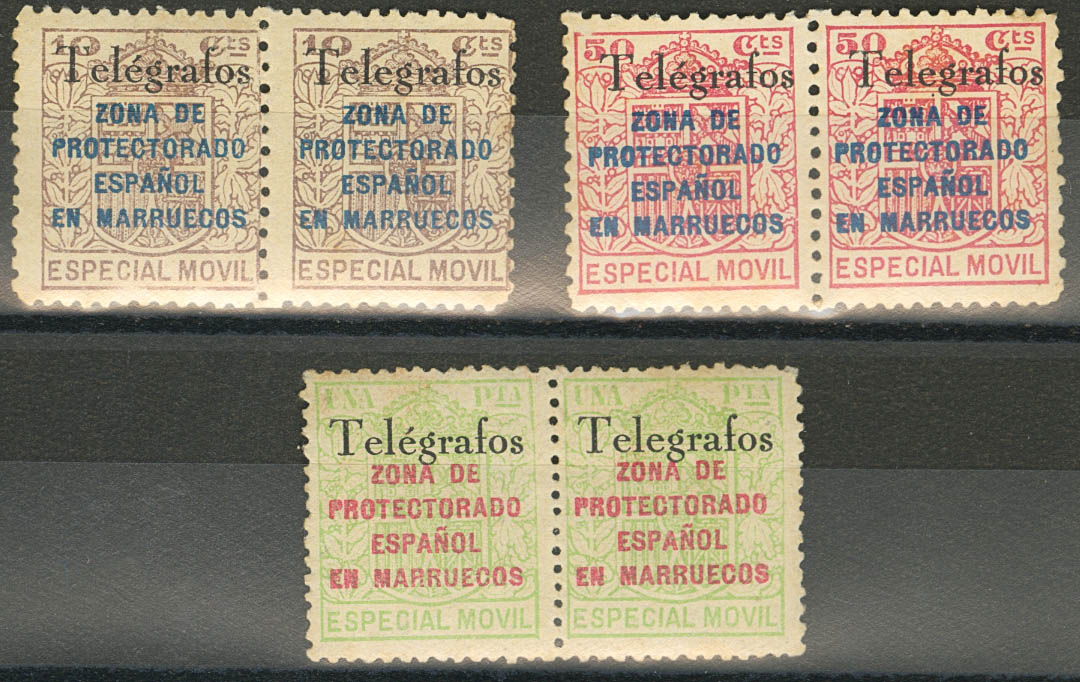 10 Cts
Telégrafos
ZONA DE
PROTECTORADO
ESPAÑOL
EN MARRUECOS
ESPECIAL MOVIL
10 Cts
Telegrafos
ZONA DE
PROTECTORADO
ESPAÑOL
EN MARRUECOS
ESPECIAL MOVIL
50 Cts
Telégrafos
ZONA DE
PROTECTORADO
ESPAÑOL
EN MARRUECOS
ESPECIAL MOVIL
50 Cts
Telegrafos
ZONA DE
PROTECTORADO
ESPAÑOL
EN MARRUECOS
ESPECIAL MOVIL
UNA PTA
Telégrafos
ZONA DE
PROTECTORADO
ESPAÑOL
EN MARRUECOS
ESPECIAL MOVIL
UNA PTA
Telegrafos
ZONA DE
PROTECTORADO
ESPAÑOL
EN MARRUECOS
ESPECIAL MOVIL